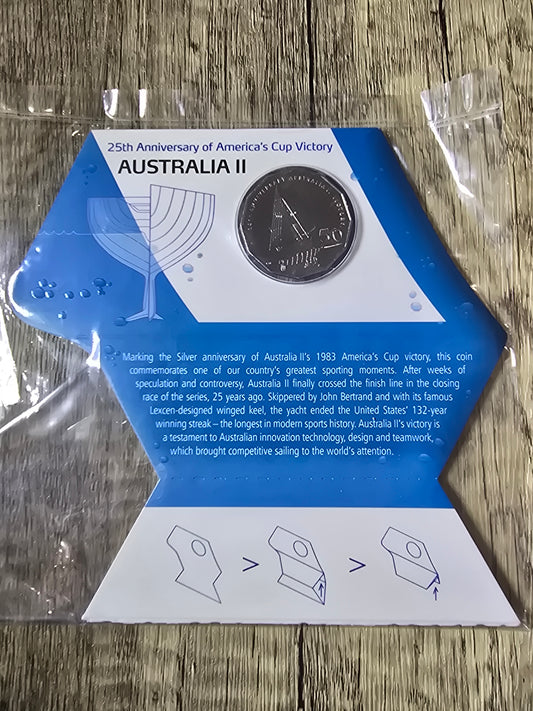 25th Anniversary of America's Cup Victory
AUSTRALIA II
ANNIVERSARY AUSTRALIA II VICTORY
50
Marking the Silver anniversary of Australia II's 1983 America's Cup victory, this coin
commemorates one of our country's greatest sporting moments. After weeks of
speculation and controversy, Australia II finally crossed the finish line in the closing
race of the series, 25 years ago. Skippered by John Bertrand and with its famous
Lexcen-designed winged keel, the yacht ended the United States' 132-year
winning streak – the longest in modern sports history. Australia II's victory is
a testament to Australian innovation technology, design and teamwork,
which brought competitive sailing to the world's attention.
> >